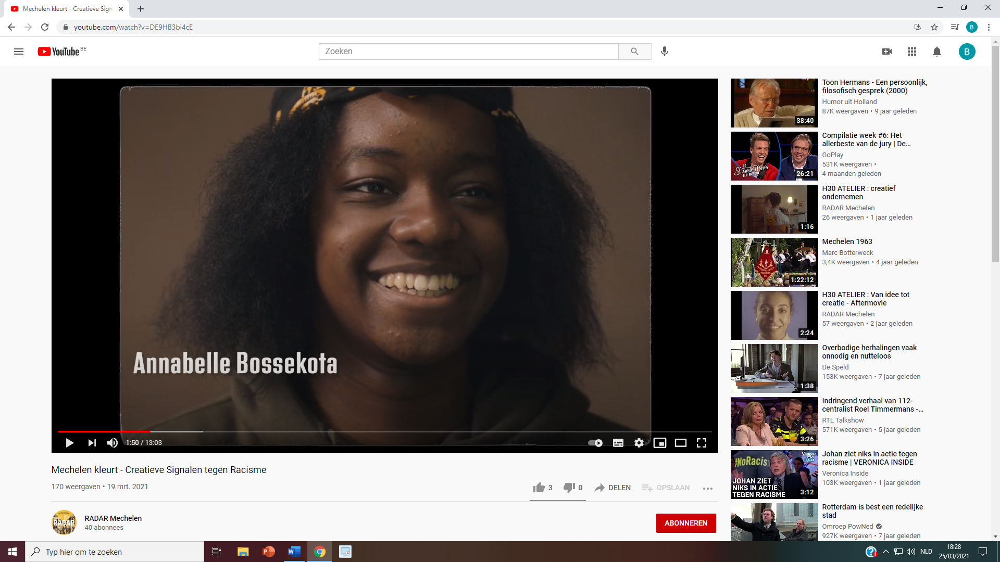 Mechelen kleurt - Creatieve Sign
youtube.com/watch?v=DE9HB3bi4cE
B
YouTube BE
Zoeken
B
Annabelle Bossekota
1:50 / 13:03
Mechelen kleurt - Creatieve Signalen tegen Racisme
170 weergaven • 19 mrt. 2021
3
0
DELEN
OPSLAAN
RADAR
RADAR Mechelen
40 abonnees
ABONNEREN
38:40
Toon Hermans - Een persoonlijk,
filosofisch gesprek (2000)
Humor uit Holland
87K weergaven • 9 jaar geleden
DE
Slimste Mens
TER WERELD
26:21
Compilatie week #6: Het
allerbeste van de jury | De...
GoPlay
531K weergaven •
4 maanden geleden
1:16
H30 ATELIER : creatief
ondernemen
RADAR Mechelen
26 weergaven • 1 jaar geleden
1:22:12
Mechelen 1963
Marc Botterweck
3,4K weergaven • 4 jaar geleden
2:24
H30 ATELIER : Van idee tot
creatie - Aftermovie
RADAR Mechelen
57 weergaven • 2 jaar geleden
1:38
Overbodige herhalingen vaak
onnodig en nutteloos
De Speld
153K weergaven • 7 jaar geleden
3:26
Indringend verhaal van 112-
centralist Roel Timmermans -...
RTL Talkshow
571K weergaven • 5 jaar geleden
#NoRacis
VERONICA
INSIDE
JOHAN ZIET
NIKS IN ACTIE
TEGEN RACISME
3:12
Johan ziet niks in actie tegen
racisme | VERONICA INSIDE
Veronica Inside
103K weergaven • 1 jaar geleden
Rotterdam is best een redelijke
stad
Omroep PowNed
927K weergaven • 7 jaar geleden
Typ hier om te zoeken
P
W
NLD
18:28
25/03/2021